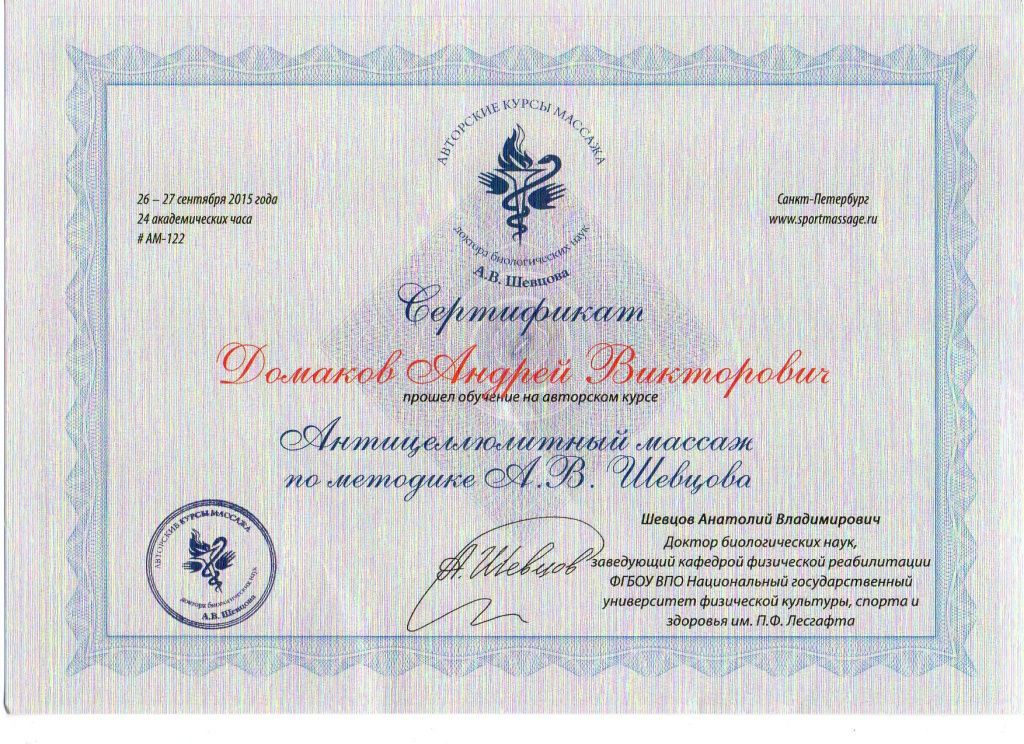 АВТОРСКИЕ КУРСЫ МАССАЖА
доктора биологических наук
А.В. Шевцова
26 – 27 сентября 2015 года
24 академических часа
# АМ-122
Санкт-Петербург
www.sportmassage.ru
Сертификат
Домаков Андрей Викторович
прошел обучение на авторском курсе
Антицеллюлитный массаж
по методике А.В. Шевцова
АВТОРСКИЕ КУРСЫ МАССАЖА
доктора биологических наук
А.В. Шевцова
А. Шевцов
Шевцов Анатолий Владимирович
Доктор биологических наук,
заведующий кафедрой физической реабилитации
ФГБОУ ВПО Национальный государственный
университет физической культуры, спорта и
здоровья им. П.Ф. Лесгафта